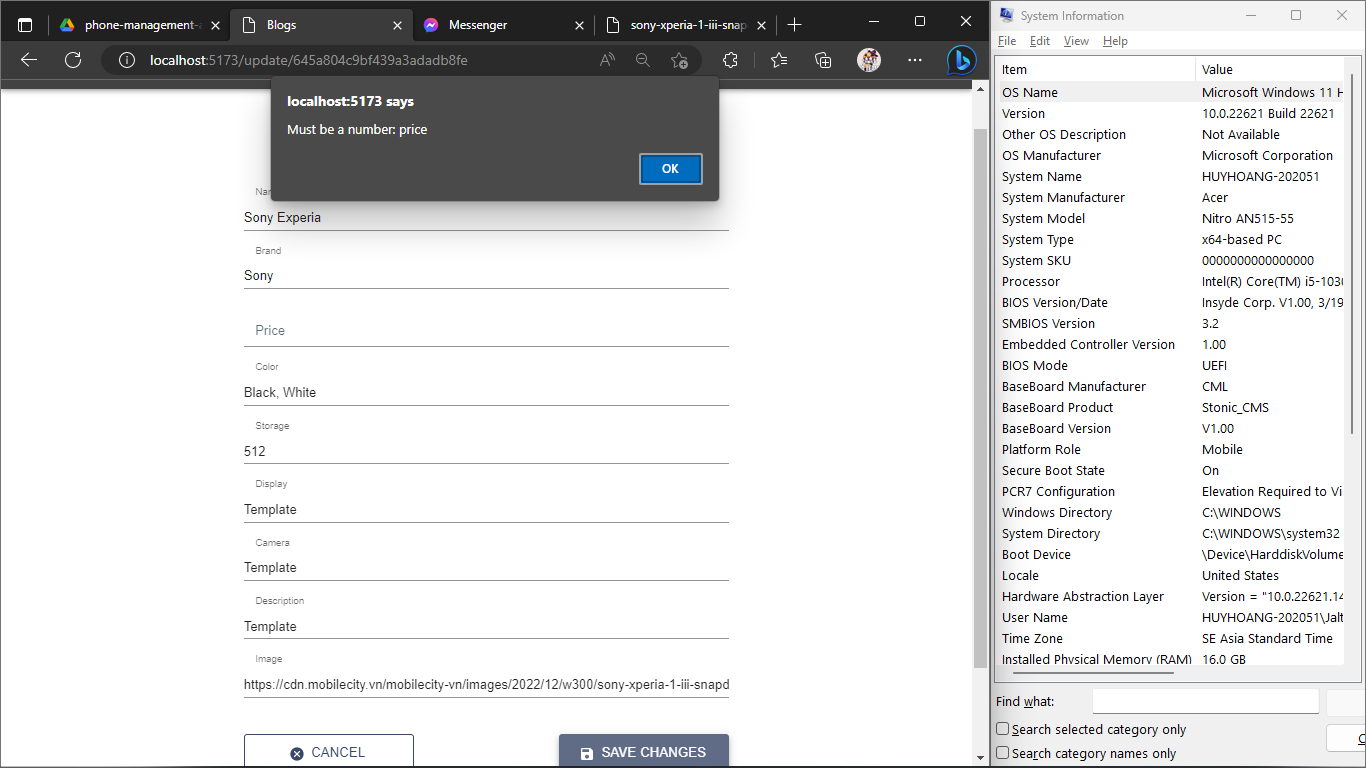 phone-management-a
Blogs
Messenger
sony-xperia-1-iii-snap
localhost:5173/update/645a804c9bf439a3adadb8fe
localhost:5173 says
Must be a number: price
OK
Nam
Sony Experia
Brand
Sony
Price
Color
Black, White
Storage
512
Display
Template
Camera
Template
Description
Template
Image
https://cdn.mobilecity.vn/mobilecity-vn/images/2022/12/w300/sony-xperia-1-iii-snapd
CANCEL
SAVE CHANGES
System Information
File Edit View Help
Item Value
OS Name Microsoft Windows 11 H
Version 10.0.22621 Build 22621
Other OS Description Not Available
OS Manufacturer Microsoft Corporation
System Name HUYHOANG-202051
System Manufacturer Acer
System Model Nitro AN515-55
System Type x64-based PC
System SKU 0000000000000000
Processor Intel(R) Core(TM) i5-1030
BIOS Version/Date Insyde Corp. V1.00, 3/19
SMBIOS Version 3.2
Embedded Controller Version 1.00
BIOS Mode UEFI
BaseBoard Manufacturer CML
BaseBoard Product Stonic_CMS
BaseBoard Version V1.00
Platform Role Mobile
Secure Boot State On
PCR7 Configuration Elevation Required to Vi
Windows Directory C:\WINDOWS
System Directory C:\WINDOWS\system32
Boot Device \Device\HarddiskVolume
Locale United States
Hardware Abstraction Layer Version = "10.0.22621.14
User Name HUYHOANG-202051\Jalt
Time Zone SE Asia Standard Time
Installed Physical Memory (RAM) 16.0 GB
Find what:
Search selected category only
Search category names only